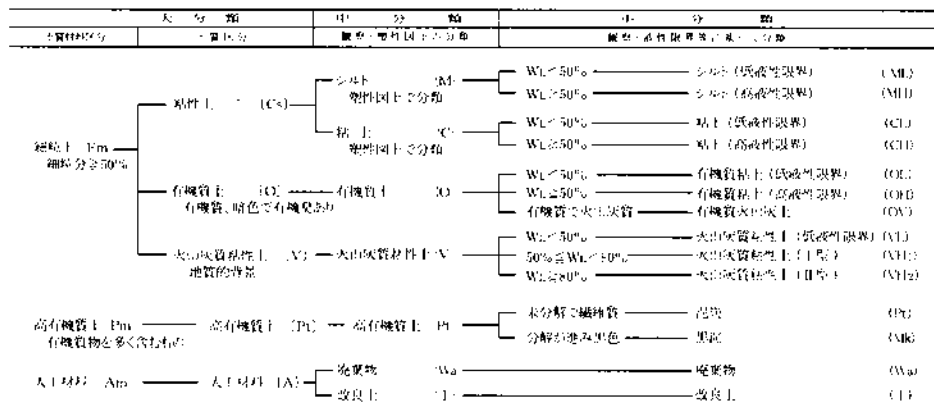 大分類 中分類 小分類
土質材料区分 土質区分 観察・塑性図上の分類 観察・液性限界等に基づく分類
シルト {M} WL<50% シルト(低液性限界) (ML)
塑性図上で分類 WL≧50% シルト(高液性限界) (MH)
粘性土 [Cs]
粘土 {C} WL<50% 粘土(低液性限界) (CL)
塑性図上で分類 WL≧50% 粘土(高液性限界) (CH)
細粒土 Fm
細粒分≧50%
WL<50% 有機質粘土(低液性限界) (OL)
有機質土 [O] 有機質土 {O} WL≧50% 有機質粘土(高液性限界) (OH)
有機質、暗色で有機臭あり 有機質で火山灰質 有機質火山灰土 (OV)
WL<50% 火山灰質粘性土(低液性限界) (VL)
火山灰質粘性土 [V] 火山灰質粘性土 {V} 50%≦WL<80% 火山灰質粘性土(Ⅰ型) (VH₁)
地質的背景 WL≧80% 火山灰質粘性土(Ⅱ型) (VH₂)
未分解で繊維質 泥炭 (Pt)
高有機質土 Pm 高有機質土 [Pt] 高有機質土 {Pt}
有機質物を多く含むもの 分解が進み黒色 黒泥 (Mk)
廃棄物 {Wa} 廃棄物 (Wa)
人工材料 Am 人工材料 [A]
改良土 {I} 改良土 (I)